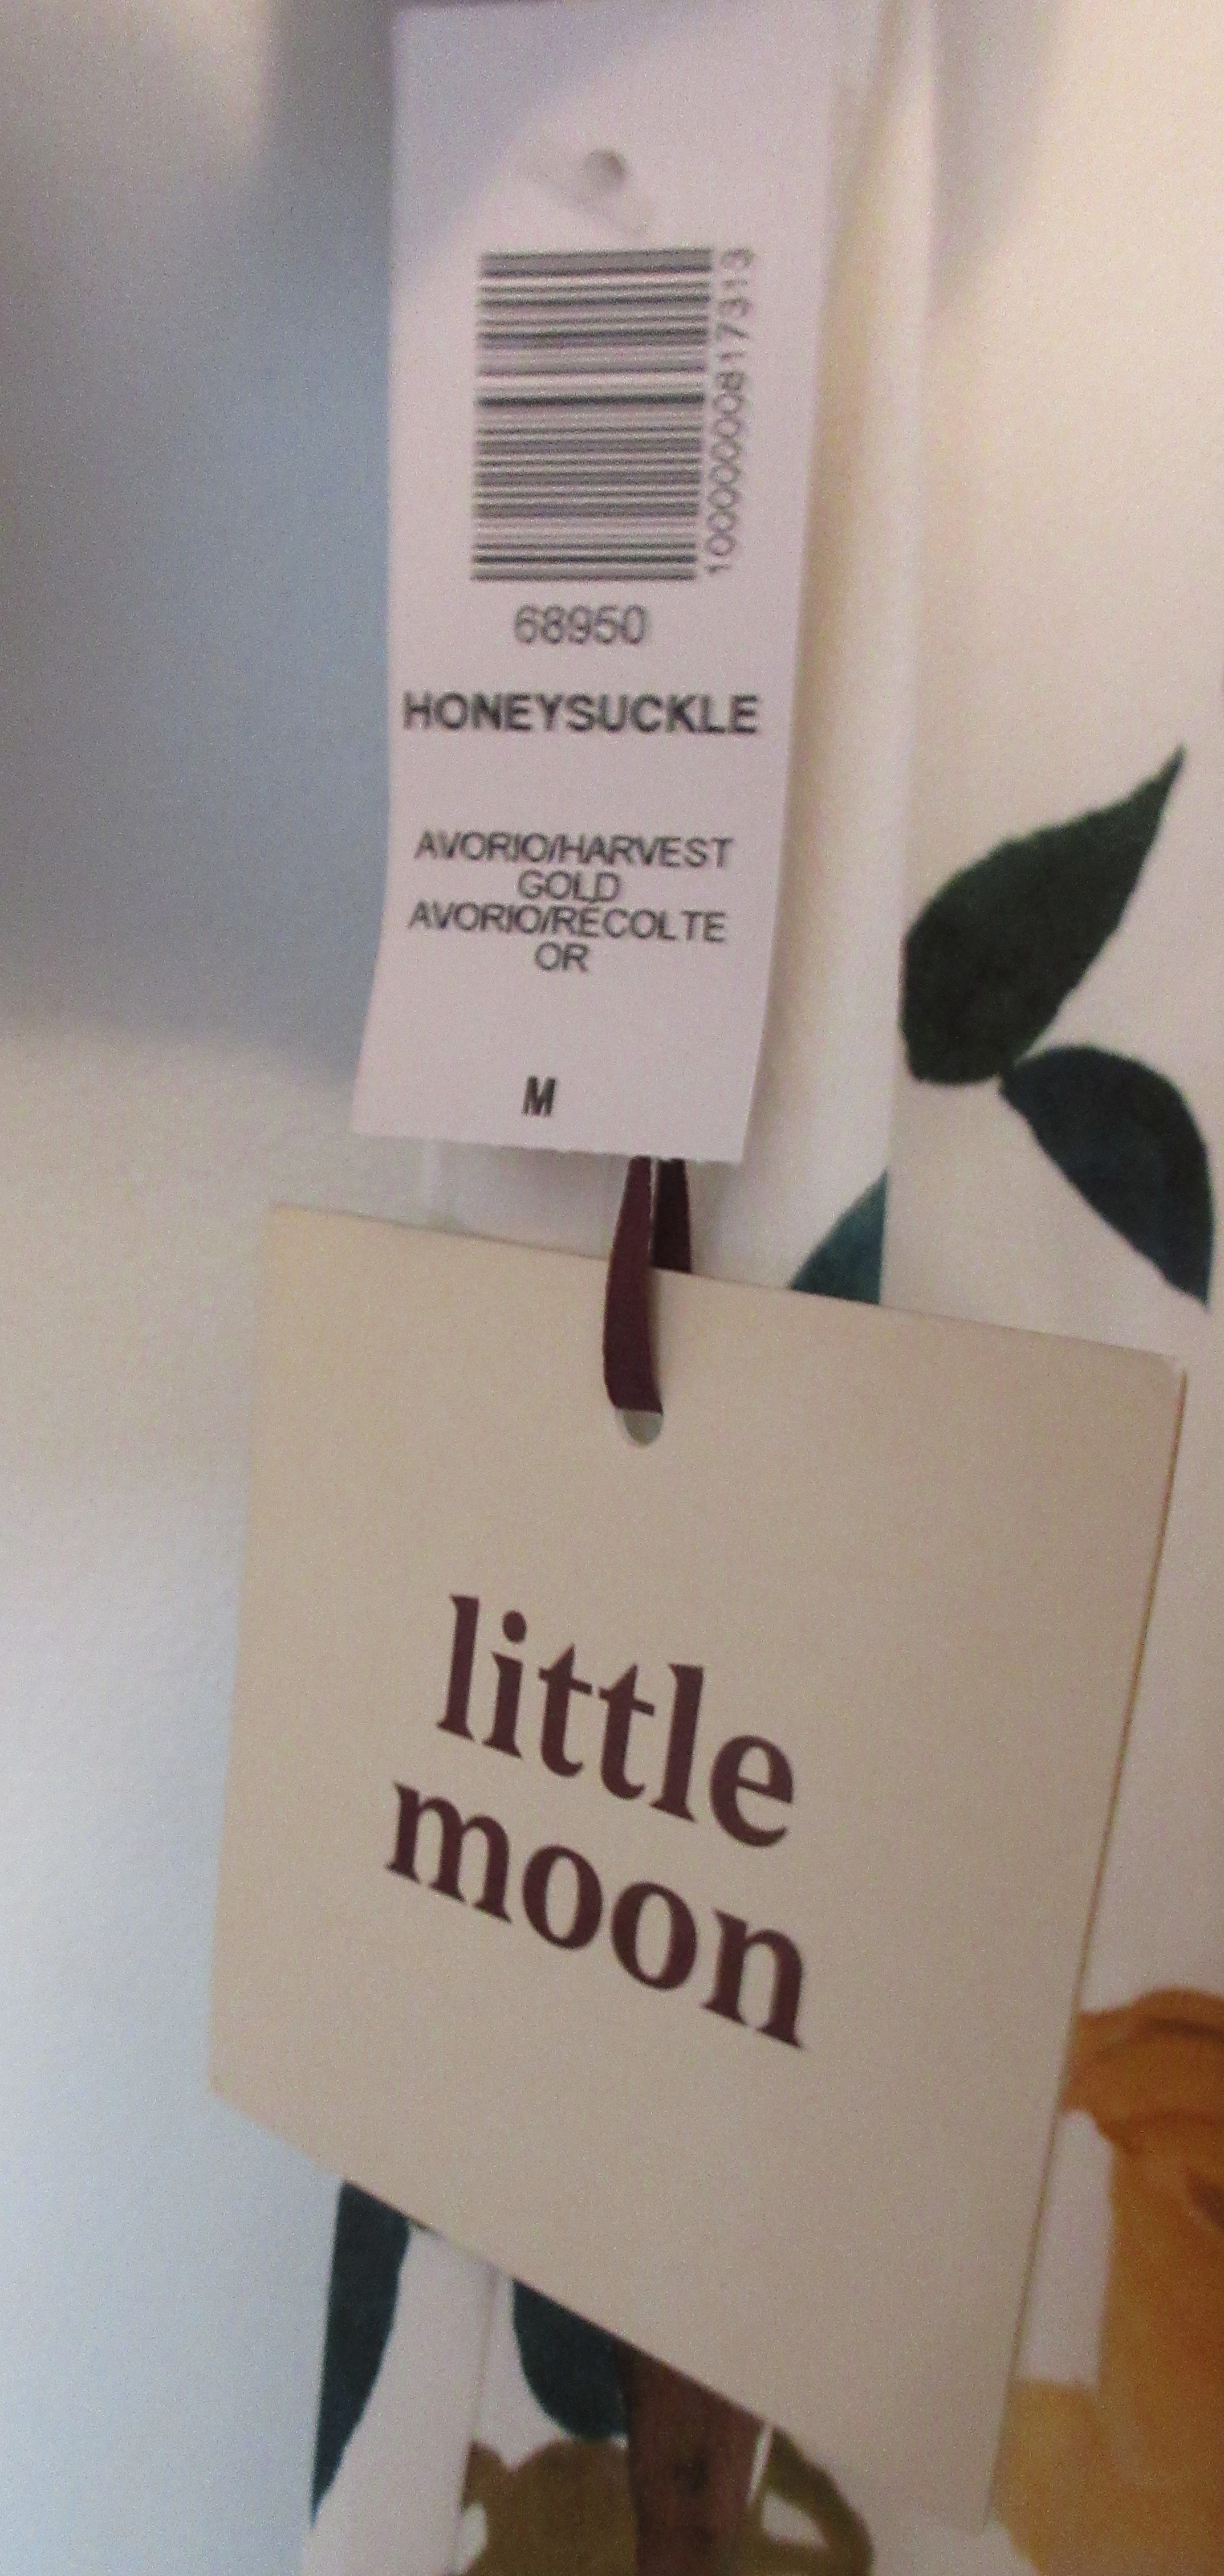 1000000817313
68950
HONEYSUCKLE
AVORIO/HARVEST
GOLD
AVORIO/RÉCOLTE
OR
M
little
moon